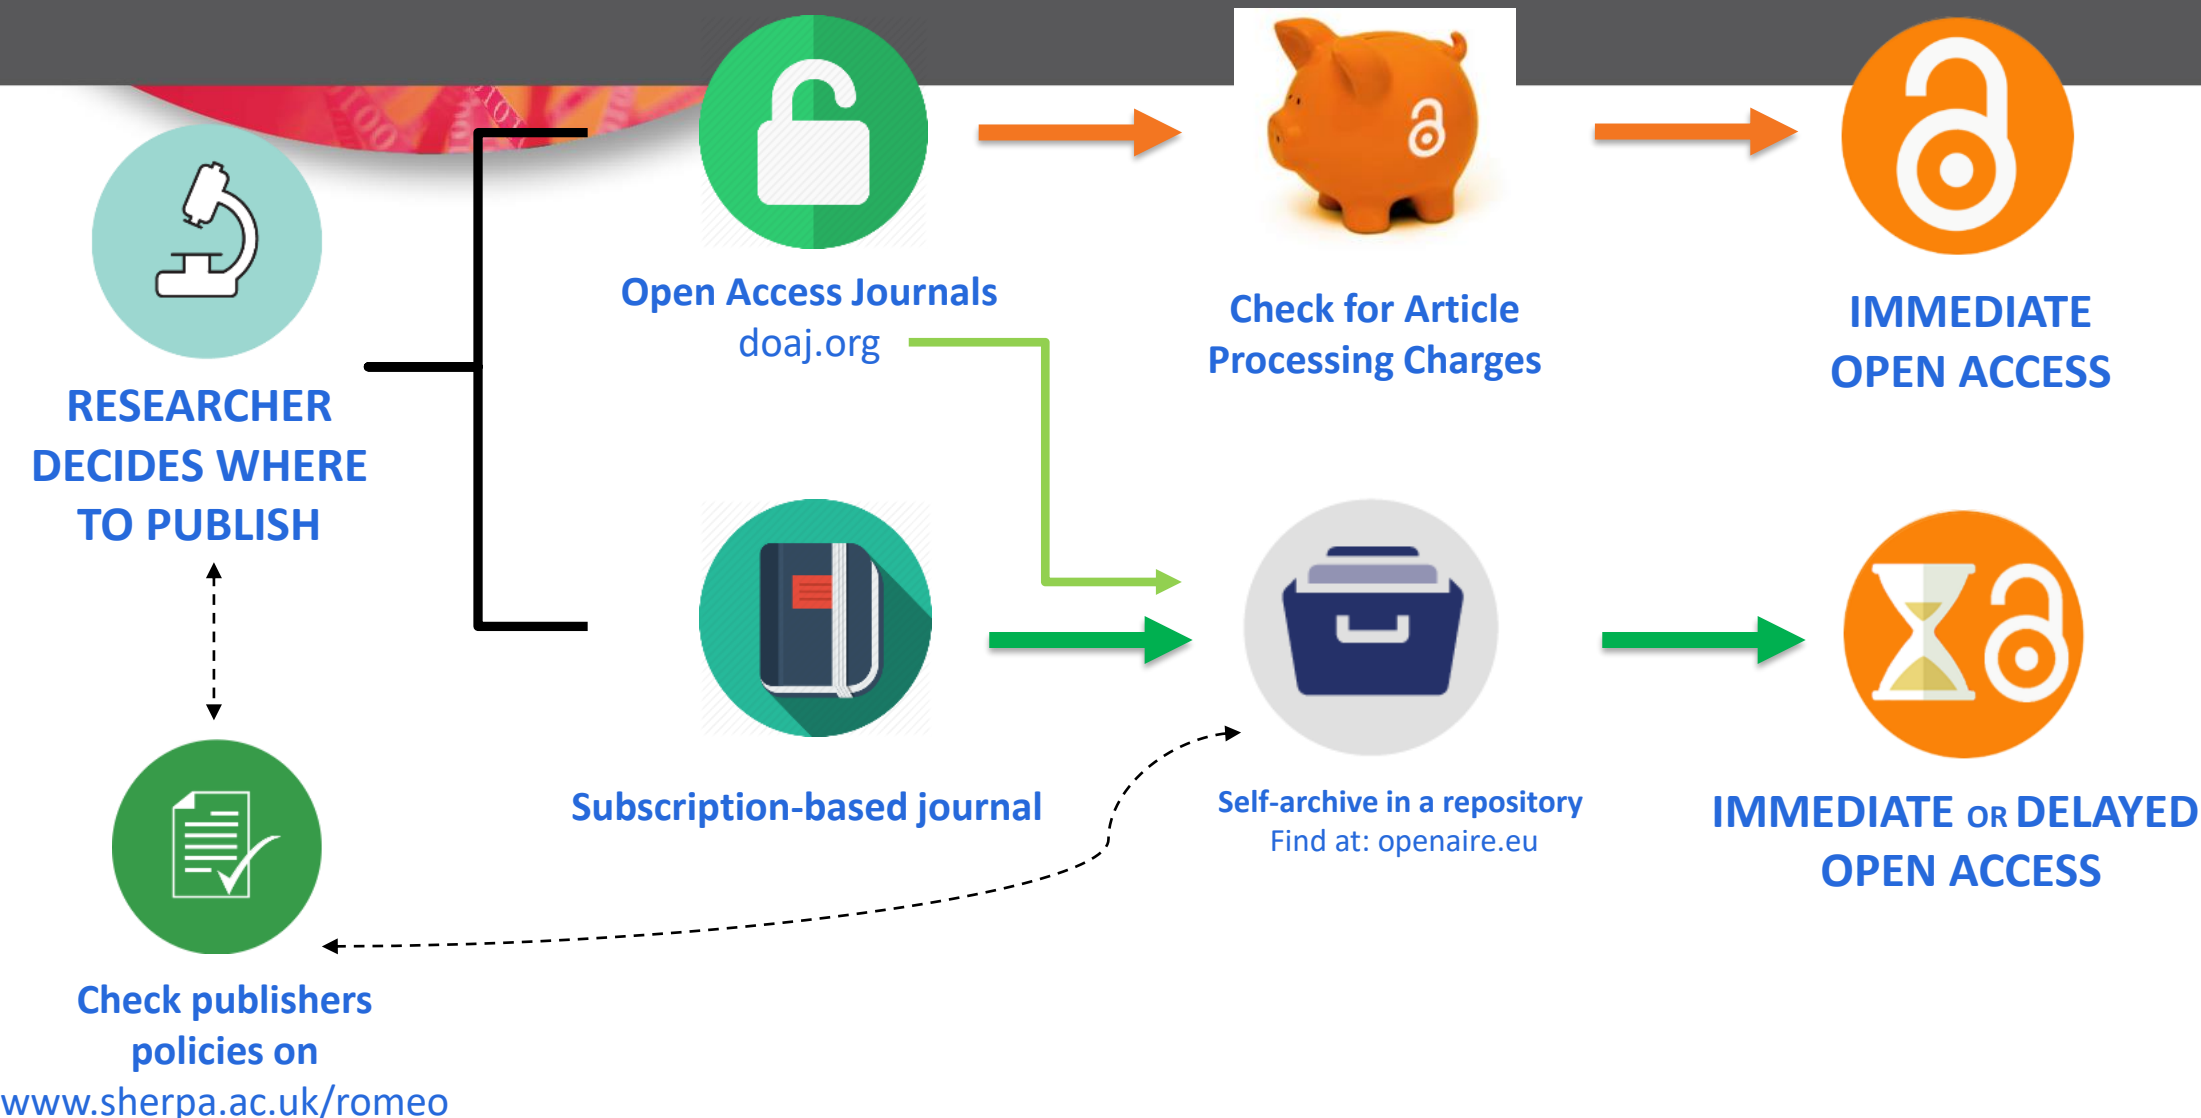 RESEARCHER
DECIDES WHERE
TO PUBLISH
Open Access Journals
doaj.org
Check for Article
Processing Charges
IMMEDIATE
OPEN ACCESS
Subscription-based journal
Self-archive in a repository
Find at: openaire.eu
IMMEDIATE OR DELAYED
OPEN ACCESS
Check publishers
policies on
www.sherpa.ac.uk/romeo